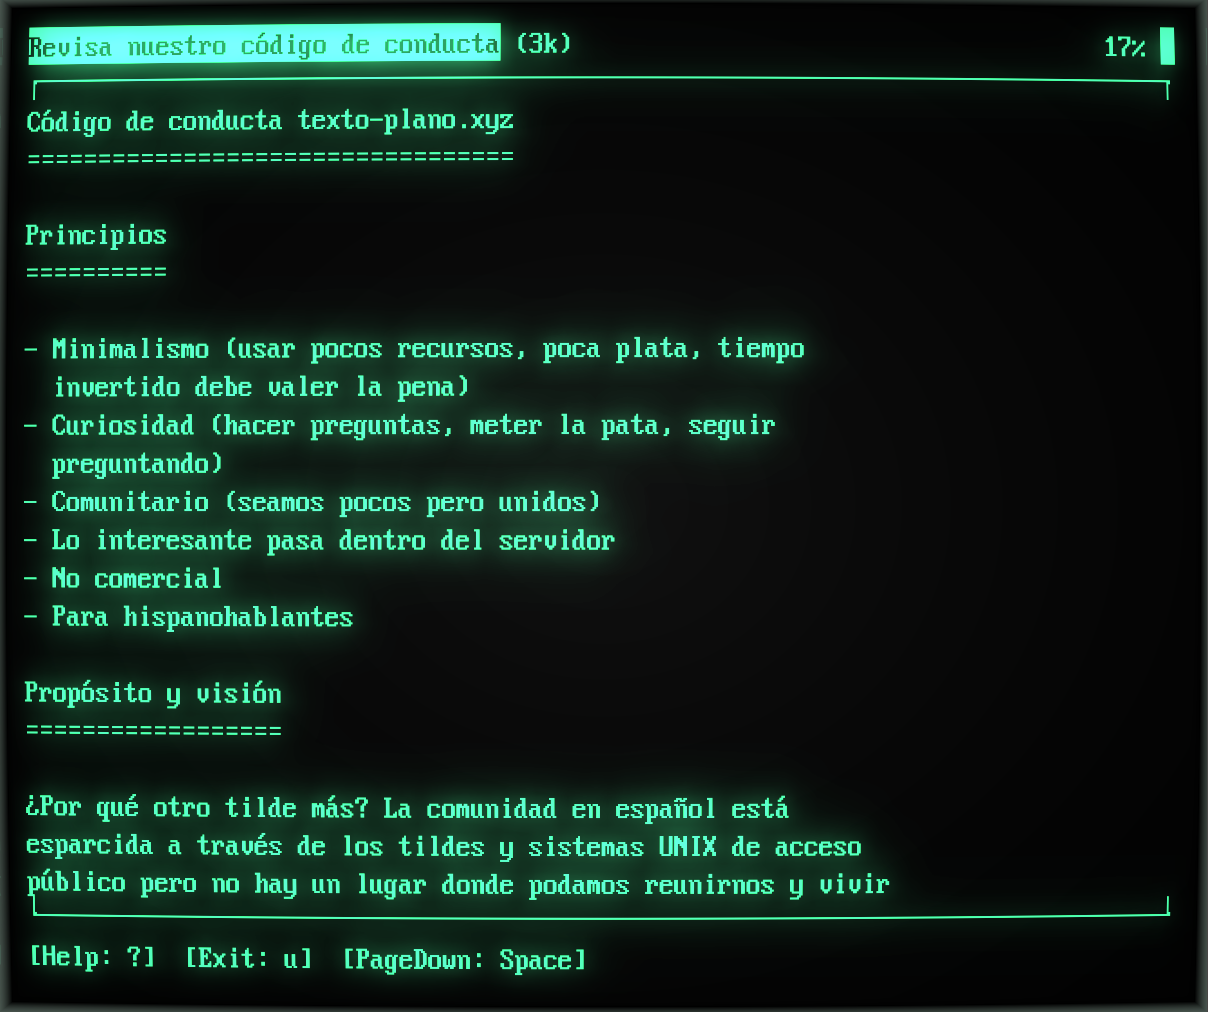 Revisa nuestro código de conducta (3k) 17%
Código de conducta texto-plano.xyz
==================================
Principios
==========
- Minimalismo (usar pocos recursos, poca plata, tiempo
invertido debe valer la pena)
- Curiosidad (hacer preguntas, meter la pata, seguir
preguntando)
- Comunitario (seamos pocos pero unidos)
- Lo interesante pasa dentro del servidor
- No comercial
- Para hispanohablantes
Propósito y visión
==================
¿Por qué otro tilde más? La comunidad en español está
esparcida a través de los tildes y sistemas UNIX de acceso
público pero no hay un lugar donde podamos reunirnos y vivir
[Help: ?] [Exit: u] [PageDown: Space]